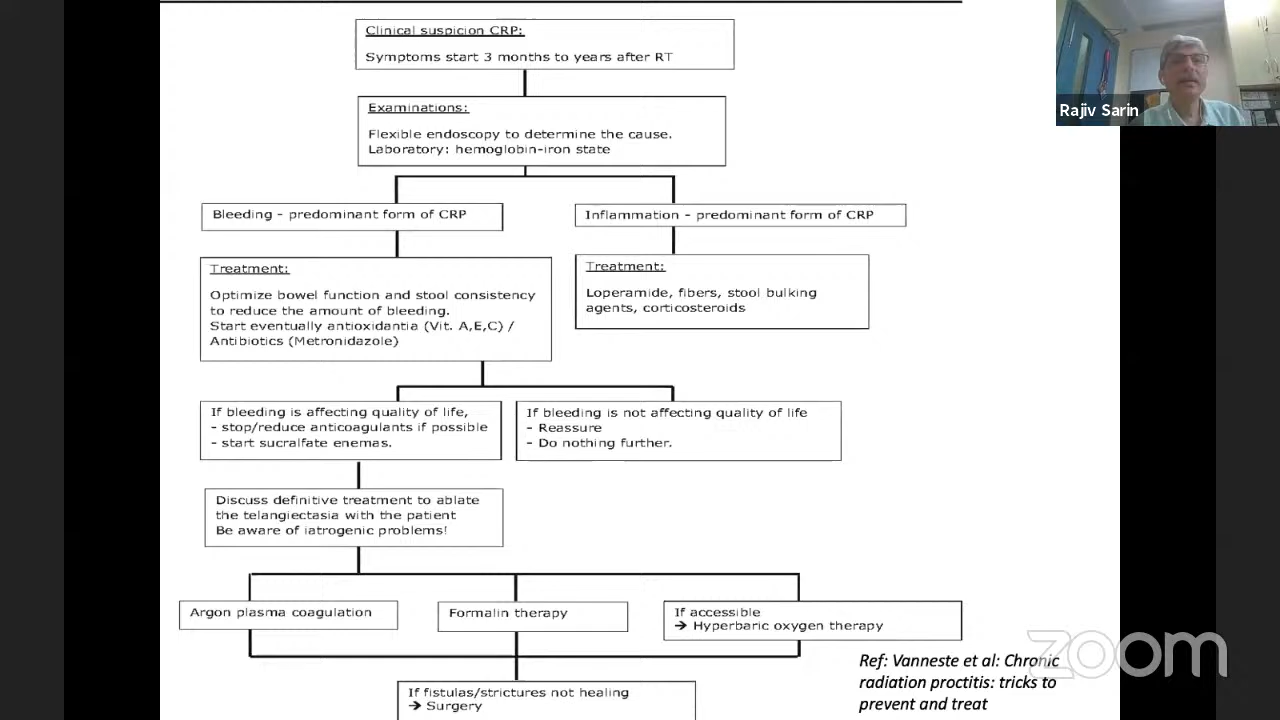 Clinical suspicion CRP:
Symptoms start 3 months to years after RT
Rajiv Sarin
Examinations:
Flexible endoscopy to determine the cause.
Laboratory: hemoglobin-iron state
Bleeding - predominant form of CRP
Inflammation - predominant form of CRP
Treatment:
Optimize bowel function and stool consistency
to reduce the amount of bleeding.
Start eventually antioxidantia (Vit. A,E,C) /
Antibiotics (Metronidazole)
Treatment:
Loperamide, fibers, stool bulking
agents, corticosteroids
If bleeding is affecting quality of life,
- stop/reduce anticoagulants if possible
- start sucralfate enemas.
If bleeding is not affecting quality of life
- Reassure
- Do nothing further.
Discuss definitive treatment to ablate
the telangiectasia with the patient
Be aware of iatrogenic problems!
Argon plasma coagulation
Formalin therapy
If accessible
→ Hyperbaric oxygen therapy
If fistulas/strictures not healing
→ Surgery
Ref: Vanneste et al: Chronic
radiation proctitis: tricks to
prevent and treat
zoom